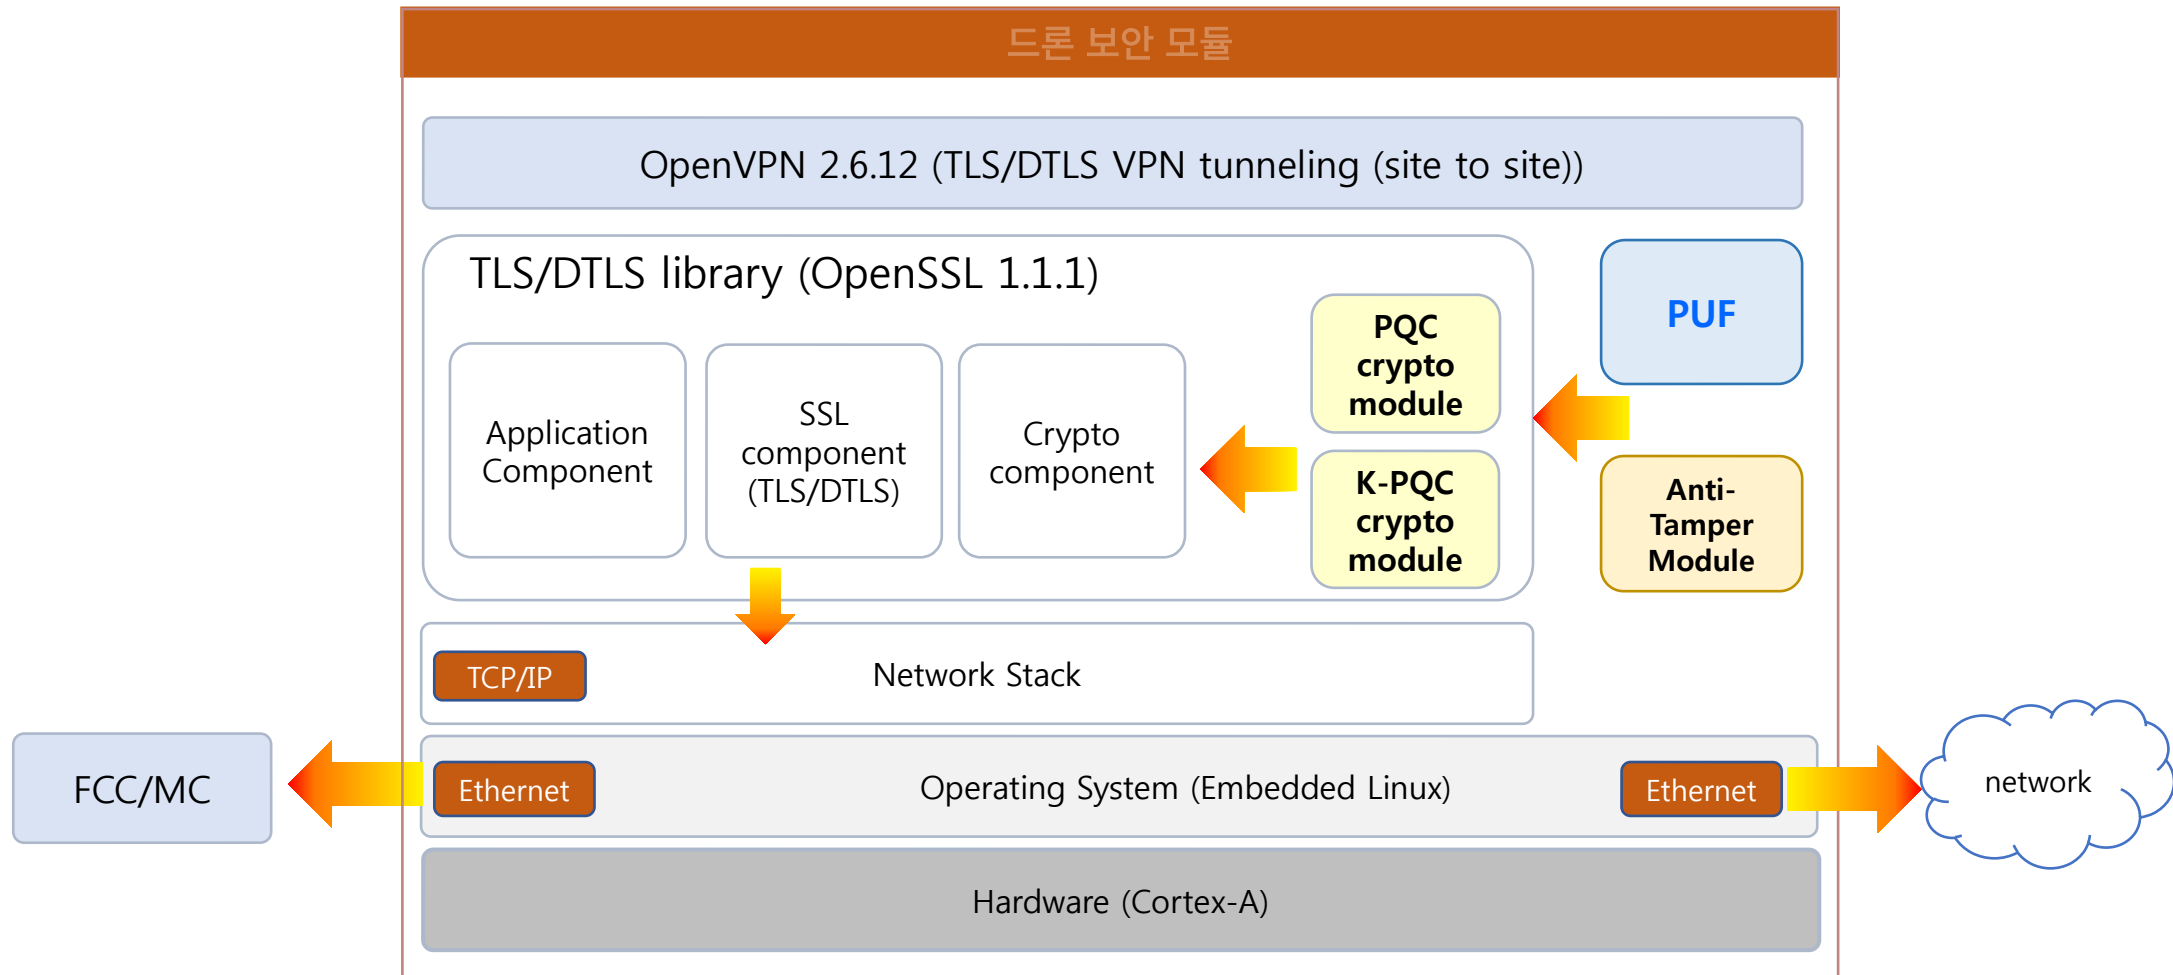 드론 보안 모듈
OpenVPN 2.6.12 (TLS/DTLS VPN tunneling (site to site))
TLS/DTLS library (OpenSSL 1.1.1)
Application
Component
SSL
component
(TLS/DTLS)
Crypto
component
PQC
crypto
module
K-PQC
crypto
module
PUF
Anti-
Tamper
Module
TCP/IP
Network Stack
FCC/MC
Ethernet
Operating System (Embedded Linux)
Ethernet
network
Hardware (Cortex-A)